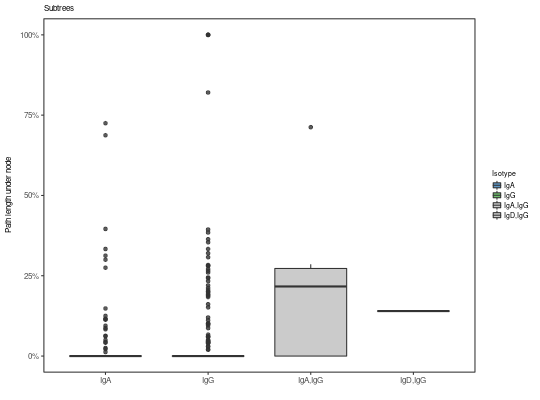 Subtrees
Path length under node
100%
75%
50%
25%
0%
IgA
IgG
IgA,IgG
IgD,IgG
Isotype
IgA
IgG
IgA,IgG
IgD,IgG